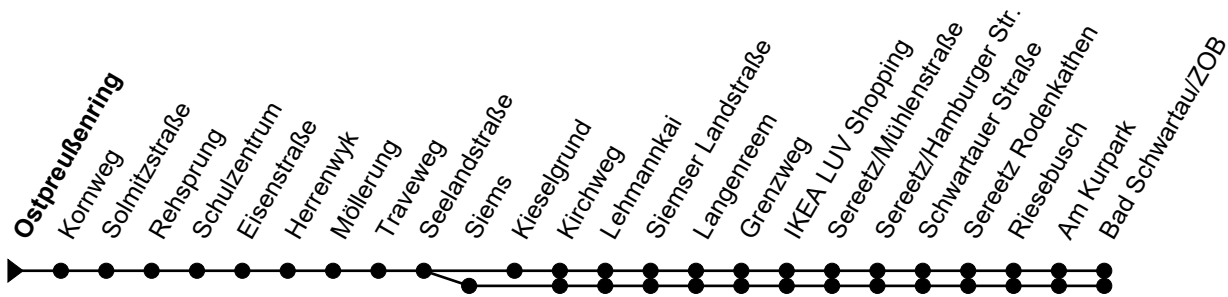 Ostpreußenring
Kornweg
Solmitzstraße
Rehsprung
Schulzentrum
Eisenstraße
Herrenwyk
Möllerung
Traveweg
Seelandstraße
Siems
Kieselgrund
Kirchweg
Lehmannkai
Siemser Landstraße
Langenreem
Grenzweg
IKEA LUV Shopping
Sereetz/Mühlenstraße
Sereetz/Hamburger Str.
Schwartauer Straße
Sereetz Rodenkathen
Riesebusch
Am Kurpark
Bad Schwartau/ZOB